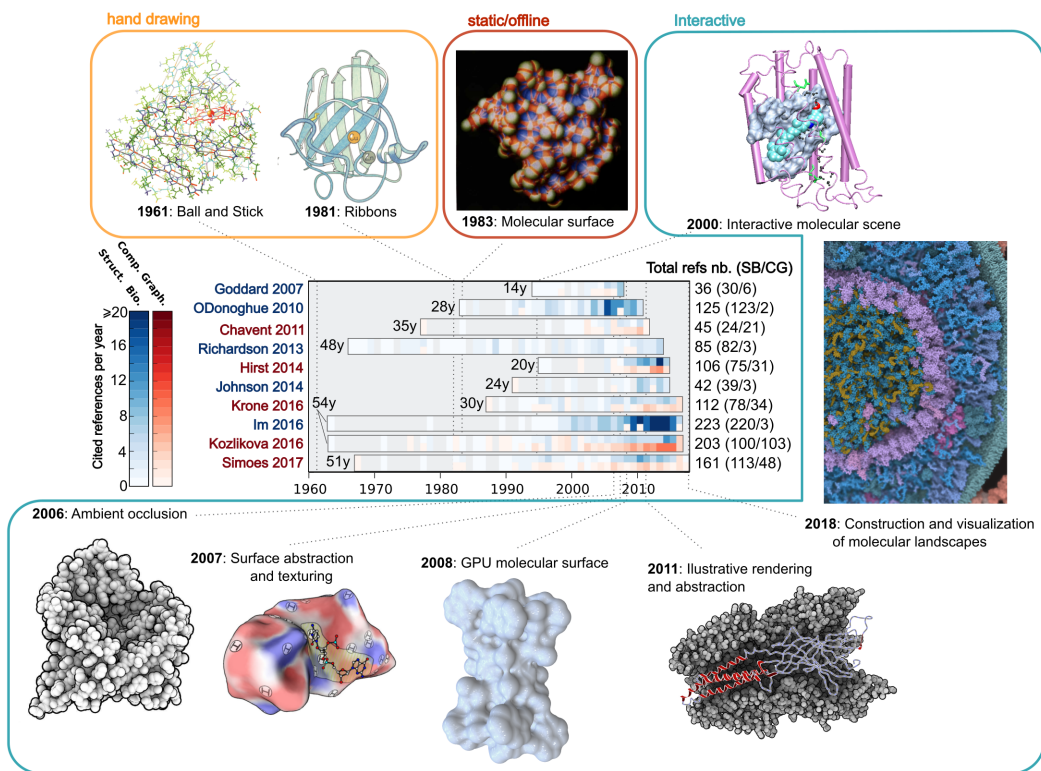 hand drawing
static/offline
Interactive
1961: Ball and Stick
1981: Ribbons
1983: Molecular surface
2000: Interactive molecular scene
Struct. Bio.
Comp. Graph.
Cited references per year
⩾20
16
12
8
4
0
Total refs nb. (SB/CG)
Goddard 2007 14y 36 (30/6)
ODonoghue 2010 28y 125 (123/2)
Chavent 2011 35y 45 (24/21)
Richardson 2013 48y 85 (82/3)
Hirst 2014 20y 106 (75/31)
Johnson 2014 24y 42 (39/3)
Krone 2016 30y 112 (78/34)
54y
Im 2016 223 (220/3)
Kozlikova 2016 203 (100/103)
Simoes 2017 51y 161 (113/48)
1960 1970 1980 1990 2000 2010
2006: Ambient occlusion
2007: Surface abstraction
and texturing
2008: GPU molecular surface
2011: Ilustrative rendering
and abstraction
2018: Construction and visualization
of molecular landscapes